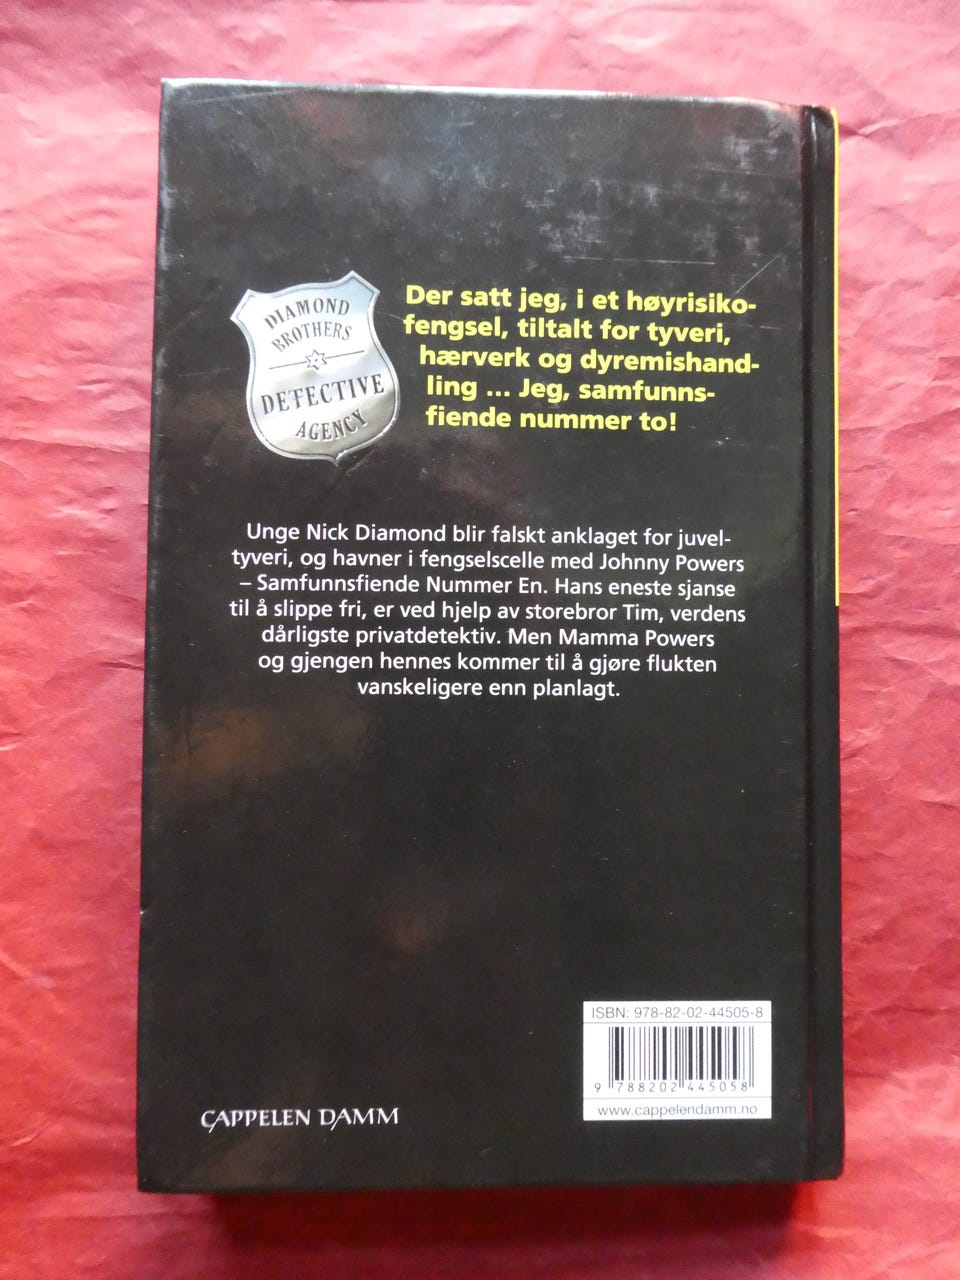 DIAMOND
BROTHERS
DETECTIVE
AGENCY
Der satt jeg, i et høyrisiko-
fengsel, tiltalt for tyveri,
hærverk og dyremishand-
ling ... Jeg, samfunns-
fiende nummer to!
Unge Nick Diamond blir falskt anklaget for juvel-
tyveri, og havner i fengselscelle med Johnny Powers
– Samfunnsfiende Nummer En. Hans eneste sjanse
til å slippe fri, er ved hjelp av storebror Tim, verdens
dårligste privatdetektiv. Men Mamma Powers
og gjengen hennes kommer til å gjøre flukten
vanskeligere enn planlagt.
ISBN: 978-82-02-44505-8
9 788202 445058
www.cappelendamm.no
CAPPELEN DAMM